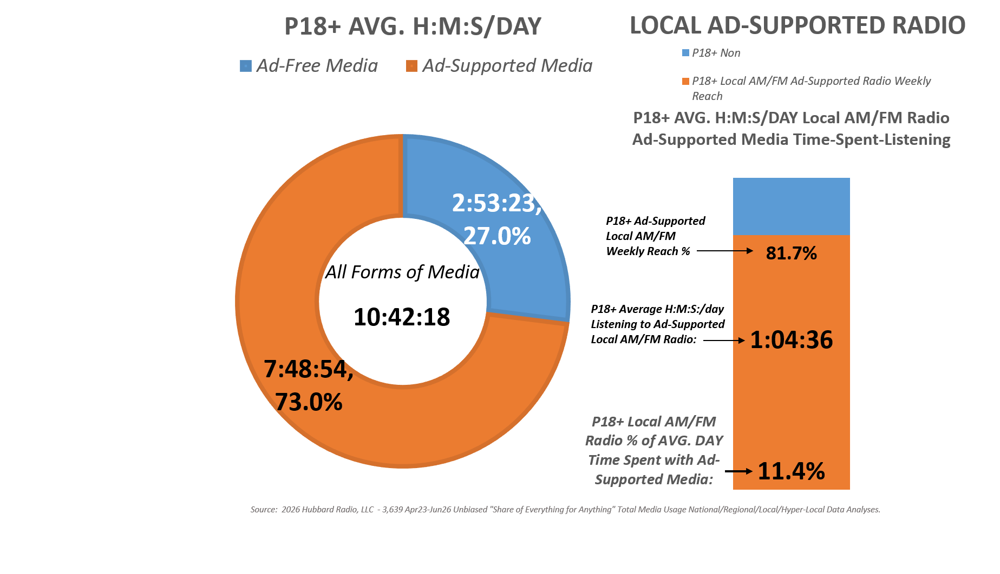 P18+ AVG. H:M:S/DAY
Ad-Free Media
Ad-Supported Media
2:53:23,
27.0%
All Forms of Media
10:42:18
7:48:54,
73.0%
LOCAL AD-SUPPORTED RADIO
P18+ Non
P18+ Local AM/FM Ad-Supported Radio Weekly
Reach
P18+ AVG. H:M:S/DAY Local AM/FM Radio
Ad-Supported Media Time-Spent-Listening
P18+ Ad-Supported
Local AM/FM
Weekly Reach %
81.7%
P18+ Average H:M:S:/day
Listening to Ad-Supported
Local AM/FM Radio:
1:04:36
P18+ Local AM/FM
Radio % of AVG. DAY
Time Spent with Ad-
Supported Media:
11.4%
Source:  2026 Hubbard Radio, LLC  - 3,639 Apr23-Jun26 Unbiased "Share of Everything for Anything" Total Media Usage National/Regional/Local/Hyper-Local Data Analyses.